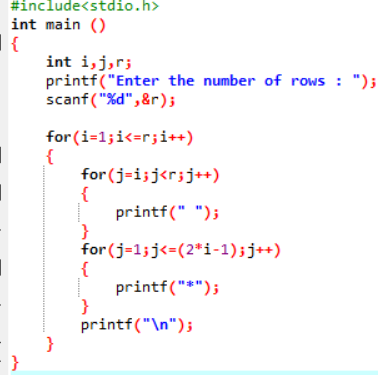 #include<stdio.h>
int main ()
{
int i,j,r;
printf("Enter the number of rows : ");
scanf("%d",&r);
for(i=1;i<=r;i++)
{
for(j=i;j<r;j++)
{
printf(" ");
}
for(j=1;j<=(2*i-1);j++)
{
printf("*");
}
printf("\n");
}
}